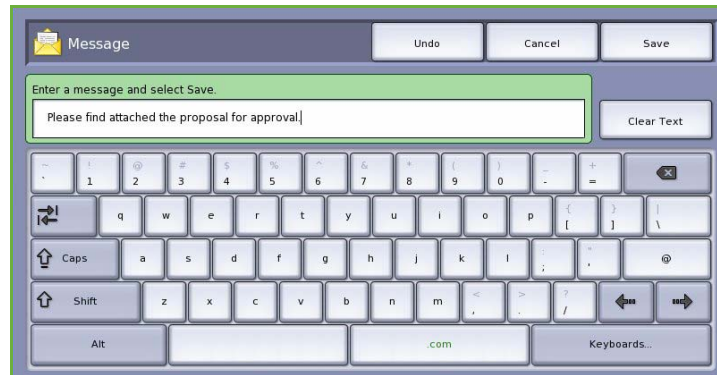 Message
Undo
Cancel
Save
Enter a message and select Save.
Please find attached the proposal for approval.
Clear Text
~ ! @ # $ % ^ & * ( ) _ +
` 1 2 3 4 5 6 7 8 9 0 - =
q w e r t y u i o p { [ } ] | \
Caps a s d f g h j k l : ; " ' @
Shift z x c v b n m < , > . ? /
Alt .com Keyboards...